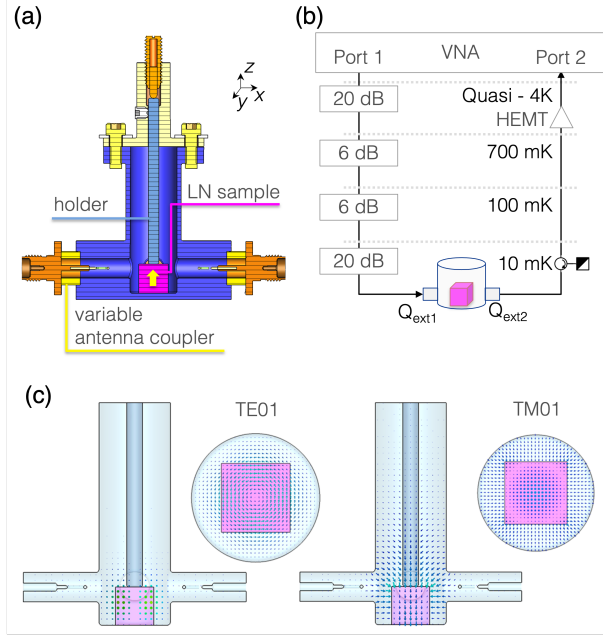 (a)
z
y
x
LN sample
holder
variable
antenna coupler
(b)
Port 1
VNA
Port 2
20 dB
Quasi - 4K
HEMT
6 dB
700 mK
6 dB
100 mK
20 dB
10 mK
Qext1
Qext2
(c)
TE01
TM01